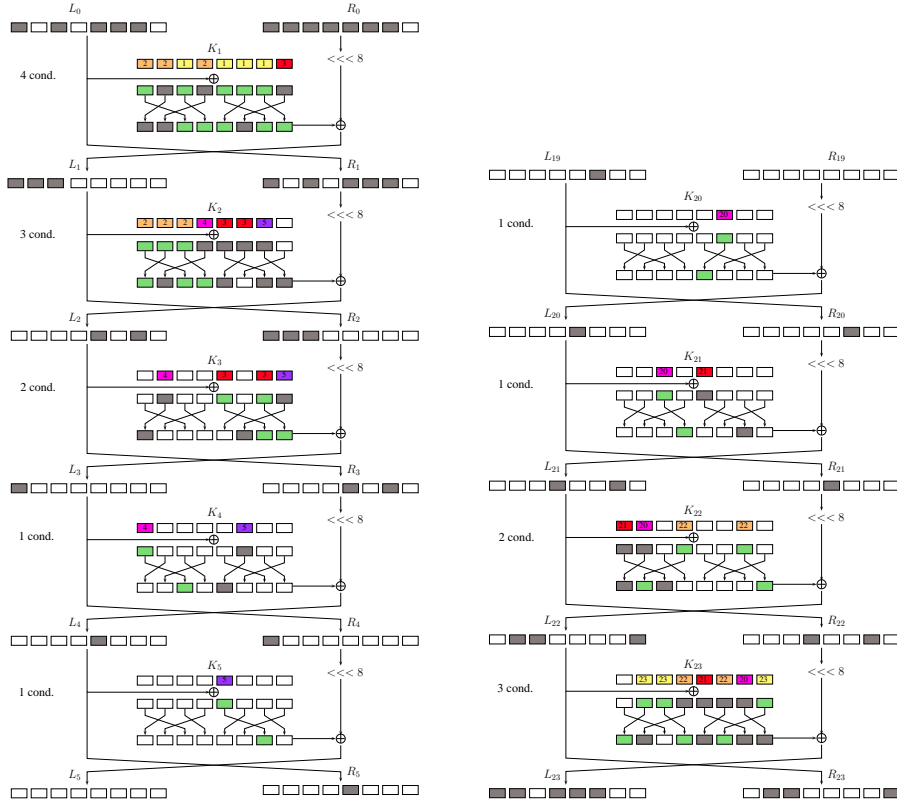 L0 R0
K1
2 2 1 2 1 1 1 3
<<< 8
4 cond.
L1 R1
K2
2 2 2 4 3 3 5
<<< 8
3 cond.
L2 R2
K3
4 3 3 5
<<< 8
2 cond.
L3 R3
K4
4 5
<<< 8
1 cond.
L4 R4
K5
5
<<< 8
1 cond.
L5 R5
L19 R19
K20
20
<<< 8
1 cond.
L20 R20
K21
20 21
<<< 8
1 cond.
L21 R21
K22
21 20 22 22
<<< 8
2 cond.
L22 R22
K23
23 23 22 21 22 20 23
<<< 8
3 cond.
L23 R23